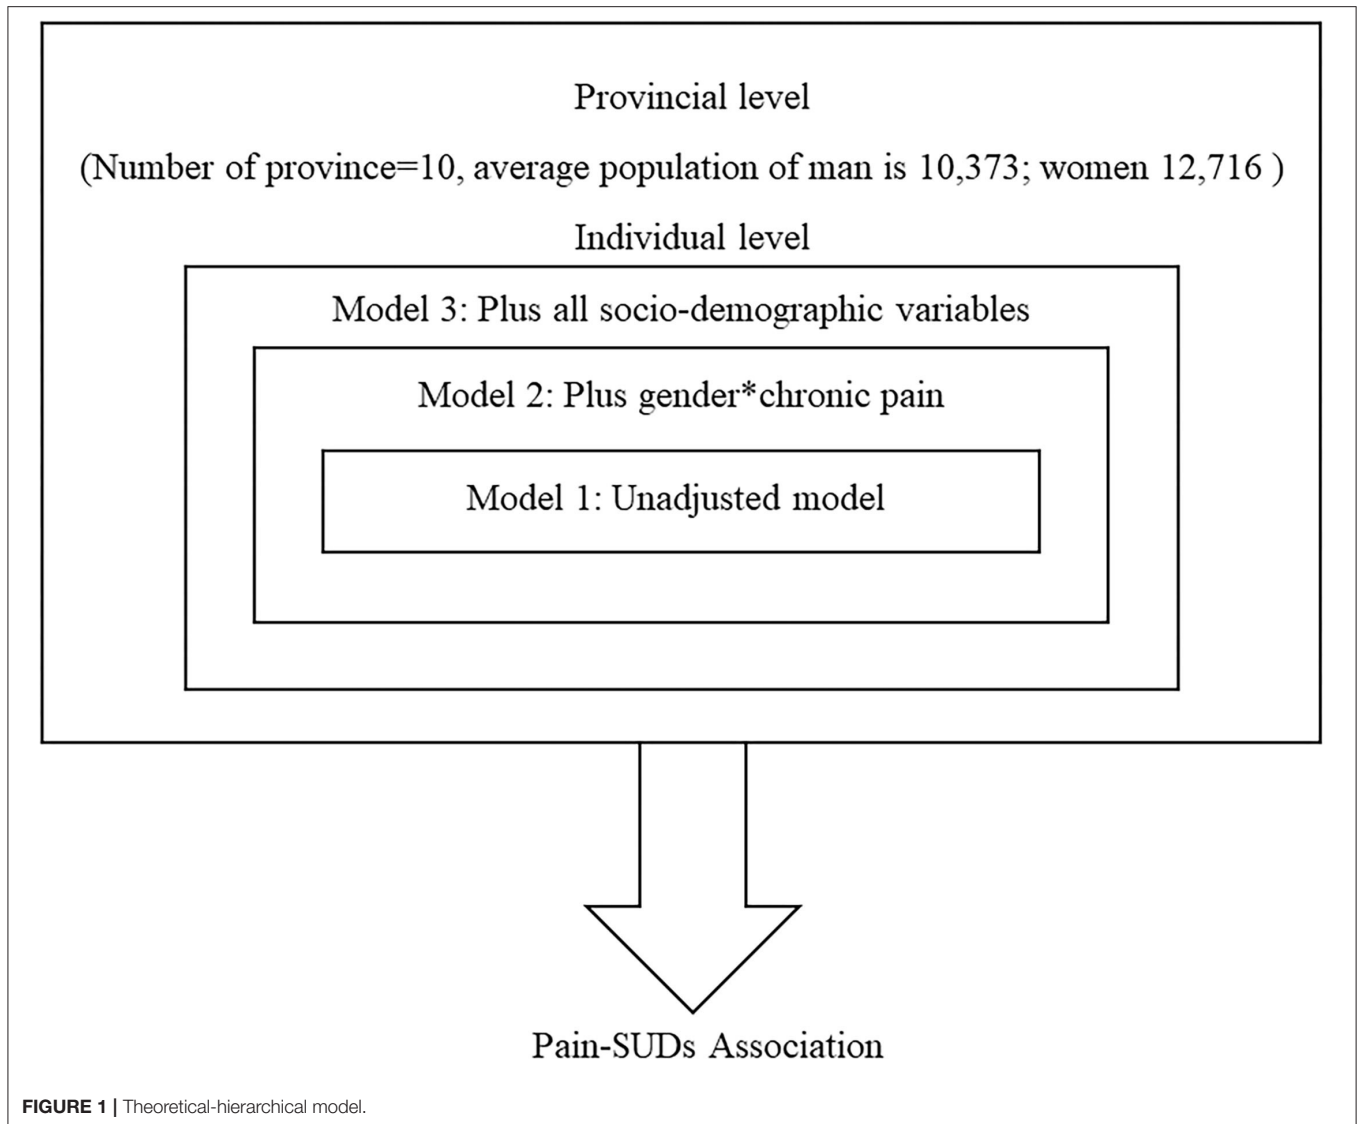 Provincial level
(Number of province=10, average population of man is 10,373; women 12,716 )
Individual level
Model 3: Plus all socio-demographic variables
Model 2: Plus gender*chronic pain
Model 1: Unadjusted model
Pain-SUDs Association
FIGURE 1 | Theoretical-hierarchical model.